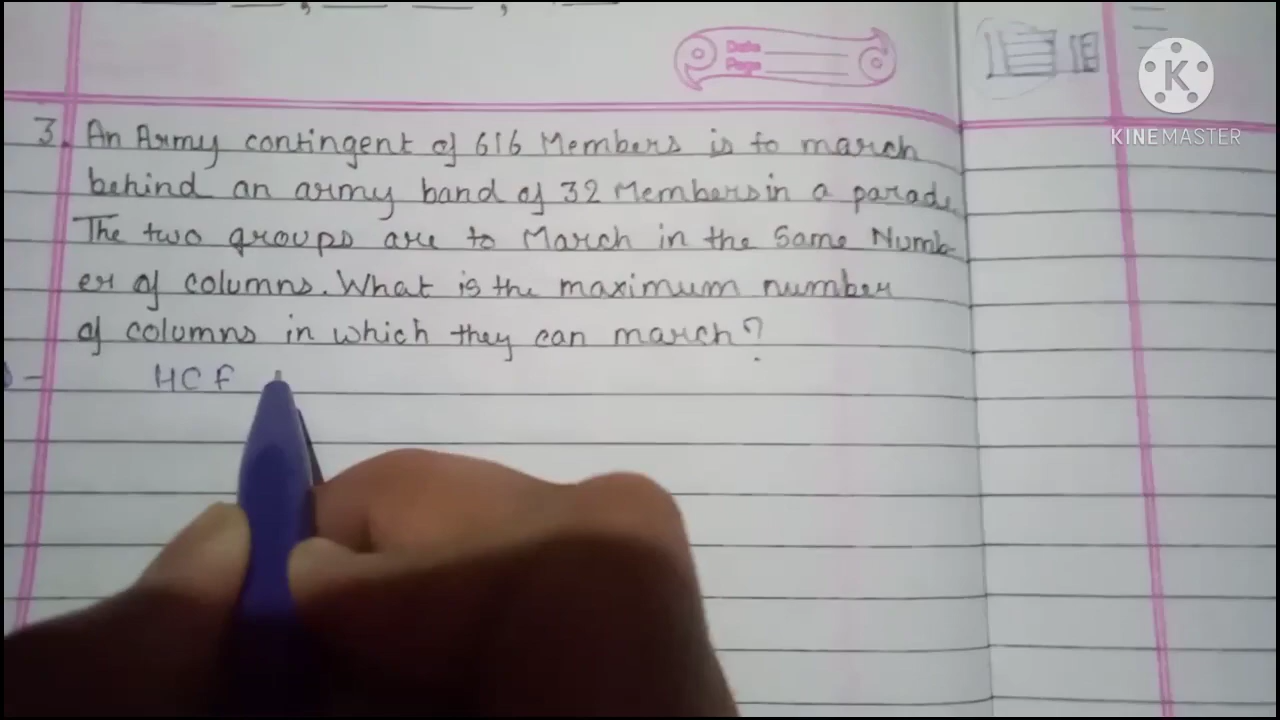 Date
Page
KINEMASTER
3. An Army contingent of 616 Members is to march
behind an army band of 32 Members in a parade.
The two groups are to March in the Same Numb-
er of columns. What is the maximum number
of columns in which they can march?
- HCF